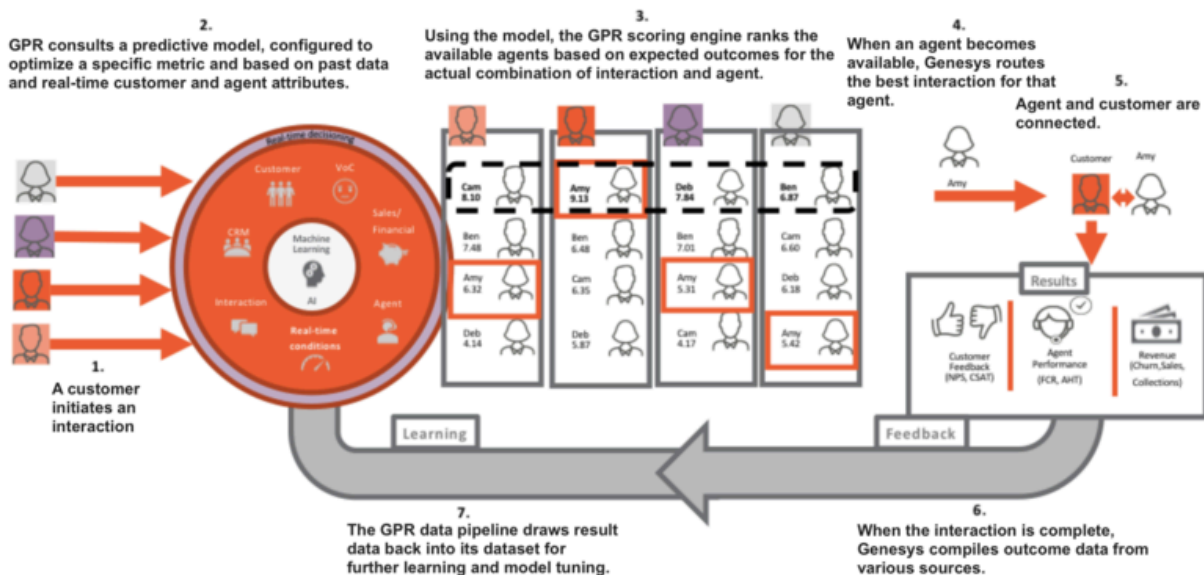 2.
GPR consults a predictive model, configured to
optimize a specific metric and based on past data
and real-time customer and agent attributes.
3.
Using the model, the GPR scoring engine ranks the
available agents based on expected outcomes for the
actual combination of interaction and agent.
4.
When an agent becomes
available, Genesys routes
the best interaction for that
agent.
5.
Agent and customer are
connected.
1.
A customer
initiates an
interaction
Real-time decisioning
Customer
VoC
CRM
Sales/
Financial
Machine
Learning
AI
Interaction
Agent
Real-time
conditions
Cam
8.10
Ben
7.48
Amy
6.32
Deb
4.14
Amy
9.13
Ben
6.48
Cam
6.35
Deb
5.87
Deb
7.84
Ben
7.01
Amy
5.31
Cam
4.17
Ben
6.87
Cam
6.60
Deb
6.18
Amy
5.42
Amy
Customer
Amy
Results
Customer
Feedback
(NPS, CSAT)
Agent
Performance
(FCR, AHT)
Revenue
(Churn,Sales,
Collections)
Learning
Feedback
7.
The GPR data pipeline draws result
data back into its dataset for
further learning and model tuning.
6.
When the interaction is complete,
Genesys compiles outcome data from
various sources.